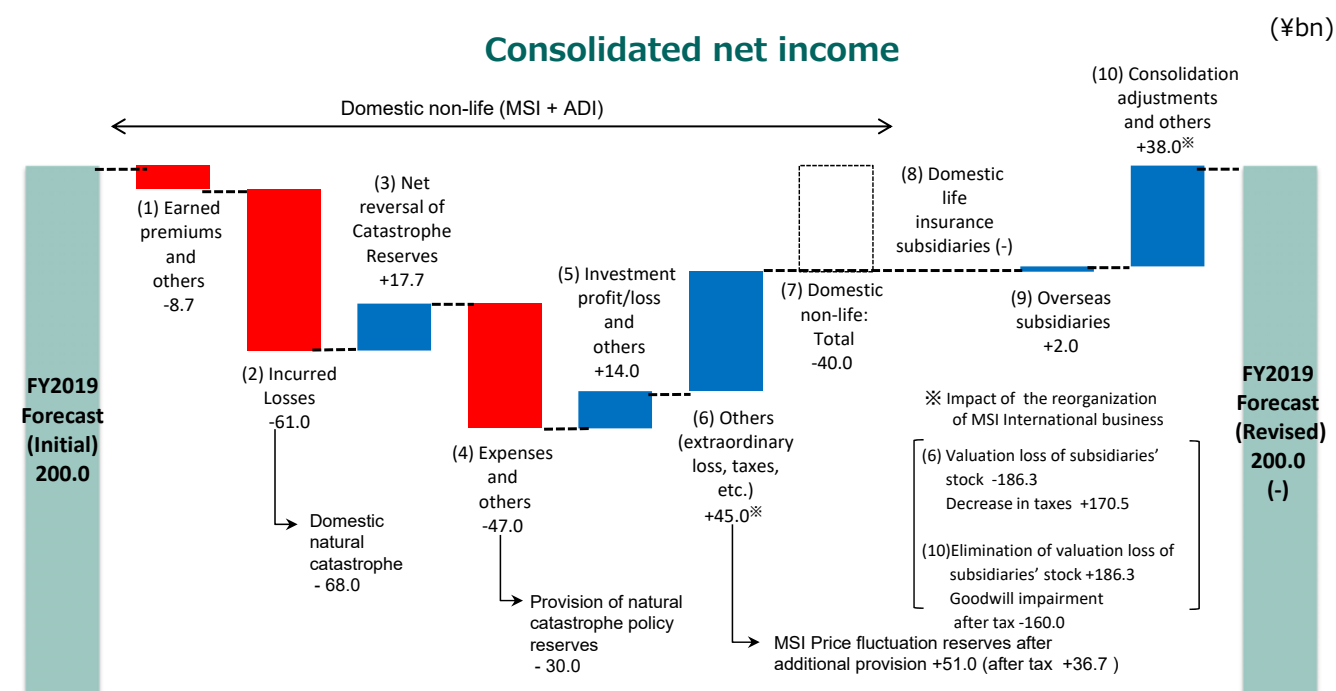 (¥bn)
Consolidated net income
Domestic non-life (MSI + ADI)
FY2019
Forecast
(Initial)
200.0
(1) Earned
premiums
and
others
-8.7
(2) Incurred
Losses
-61.0
Domestic
natural
catastrophe
- 68.0
(3) Net
reversal of
Catastrophe
Reserves
+17.7
(4) Expenses
and
others
-47.0
Provision of natural
catastrophe policy
reserves
- 30.0
(5) Investment
profit/loss
and
others
+14.0
(6) Others
(extraordinary
loss, taxes,
etc.)
+45.0※
MSI Price fluctuation reserves after
additional provision +51.0 (after tax +36.7 )
(7) Domestic
non-life:
Total
-40.0
(8) Domestic
life
insurance
subsidiaries (-)
(9) Overseas
subsidiaries
+2.0
(10) Consolidation
adjustments
and others
+38.0※
※ Impact of the reorganization
of MSI International business
(6) Valuation loss of subsidiaries’
stock -186.3
Decrease in taxes +170.5
(10)Elimination of valuation loss of
subsidiaries’ stock +186.3
Goodwill impairment
after tax -160.0
FY2019
Forecast
(Revised)
200.0
(-)